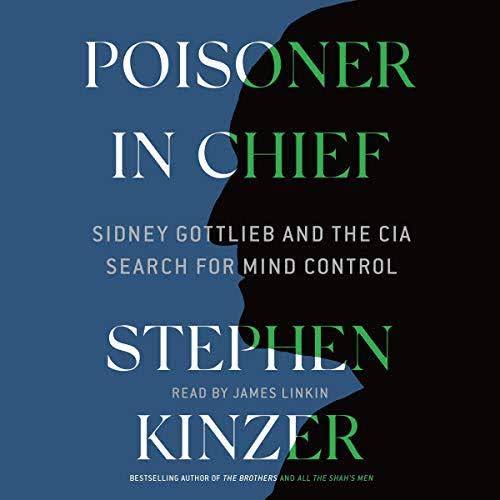 POISONER
IN CHIEF
SIDNEY GOTTLIEB AND THE CIA
SEARCH FOR MIND CONTROL
STEPHEN
READ BY JAMES LINKIN
KINZER
BESTSELLING AUTHOR OF THE BROTHERS AND ALL THE SHAH'S MEN